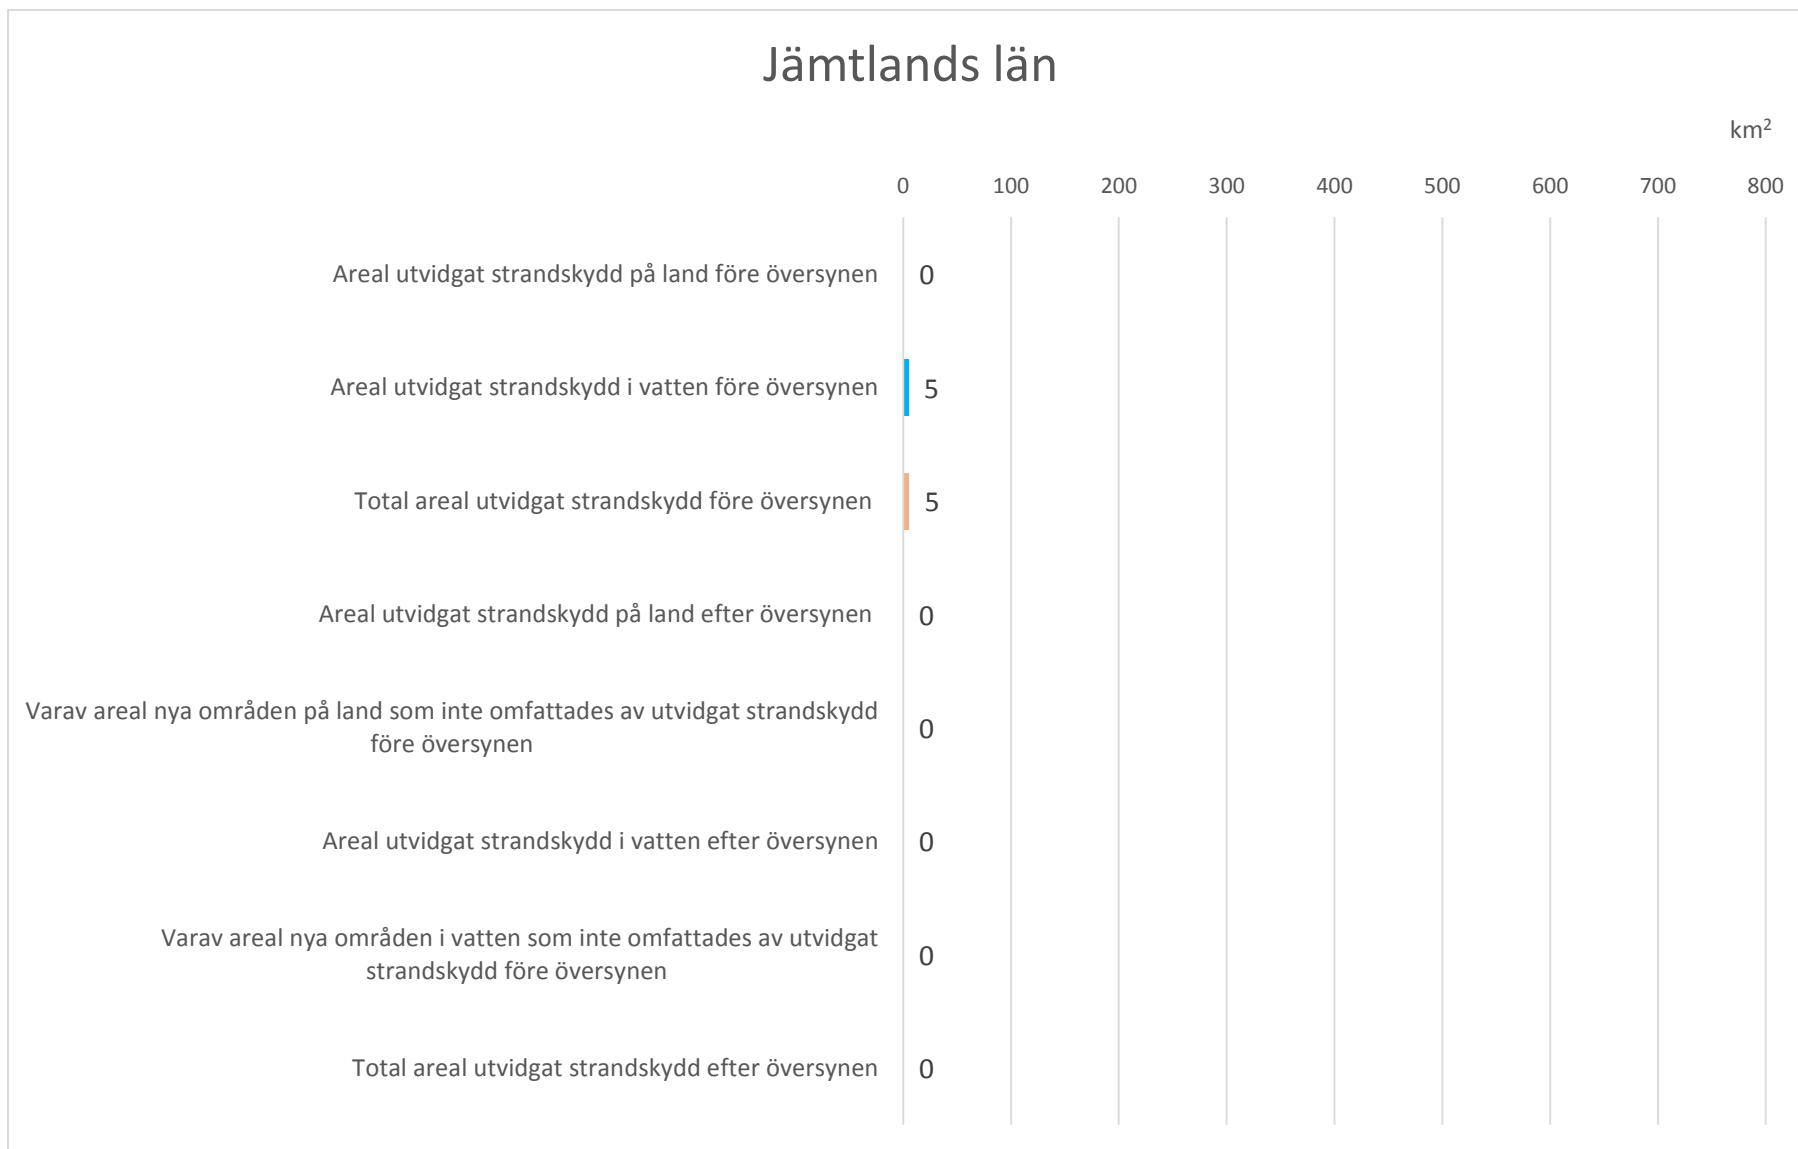 Jämtlands län
km²
0 100 200 300 400 500 600 700 800
Areal utvidgat strandskydd på land före översynen 0
Areal utvidgat strandskydd i vatten före översynen 5
Total areal utvidgat strandskydd före översynen 5
Areal utvidgat strandskydd på land efter översynen 0
Varav areal nya områden på land som inte omfattades av utvidgat strandskydd
före översynen 0
Areal utvidgat strandskydd i vatten efter översynen 0
Varav areal nya områden i vatten som inte omfattades av utvidgat
strandskydd före översynen 0
Total areal utvidgat strandskydd efter översynen 0